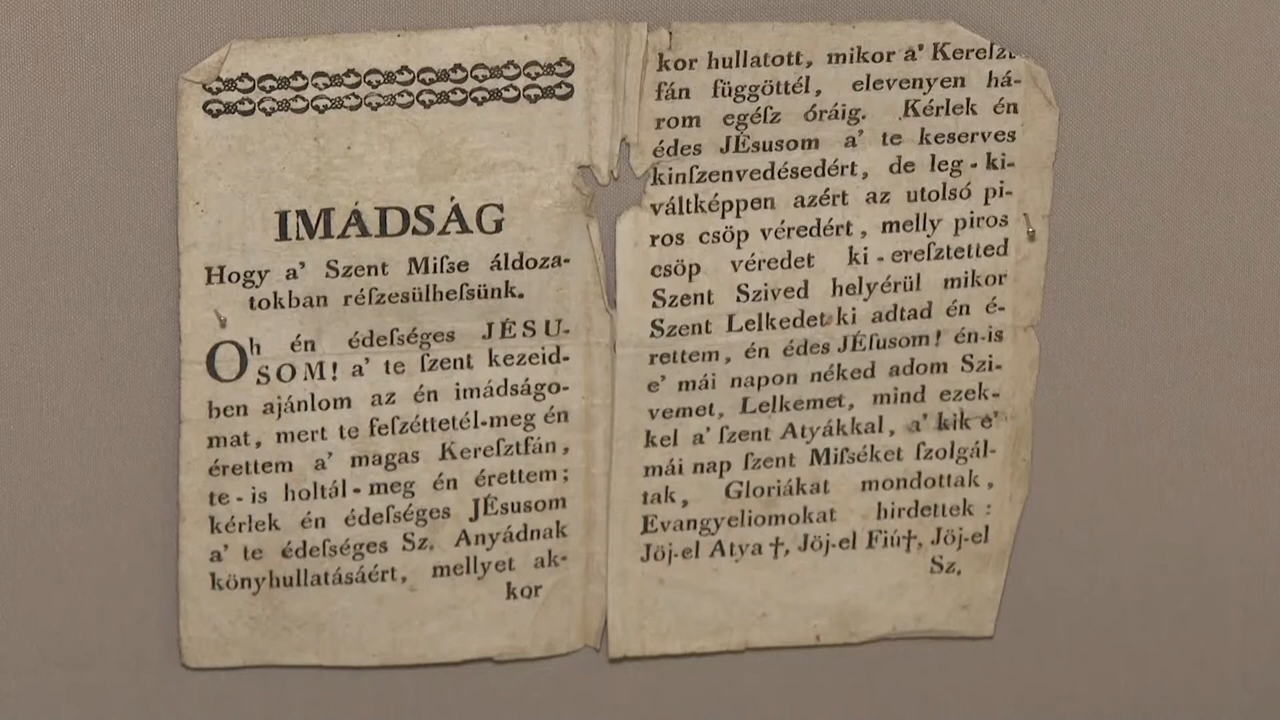 IMÁDSÁG
Hogy a' Szent Miſse áldoza-
tokban réſzesülheſsünk.
Oh én édeſséges JÉSU-
SOM! a' te ſzent kezeid-
ben ajánlom az én imádságo-
mat, mert te feſzéttetél-meg én
érettem a' magas Kereſztfán,
te-is holtál-meg én érettem;
kérlek én édeſséges JÉsusom
a' te édeſséges Sz. Anyádnak
könyhullatásáért, mellyet ak-
kor
kor hullatott, mikor a' Kereſzt-
fán függöttél, elevenyen há-
rom egéſz óráig. Kérlek én
édes JÉsusom a' te keserves
kinſzenvedésedért, de leg-ki-
váltképpen azért az utolsó pi-
ros csöp véredért, melly piros
csöp véredet ki-ereſztetted
Szent Szived helyérül mikor
Szent Lelkedet ki adtad én é-
rettem, én édes JÉſusom! én-is
e' mái napon néked adom Szi-
vemet, Lelkemet, mind ezek-
kel a' ſzent Atyákkal, a' kik e'
mái nap ſzent Miſséket ſzolgál-
tak, Gloriákat mondottak,
Evangyeliomokat hirdettek:
Jöj-el Atya †, Jöj-el Fiú†, Jöj-el
Sz.